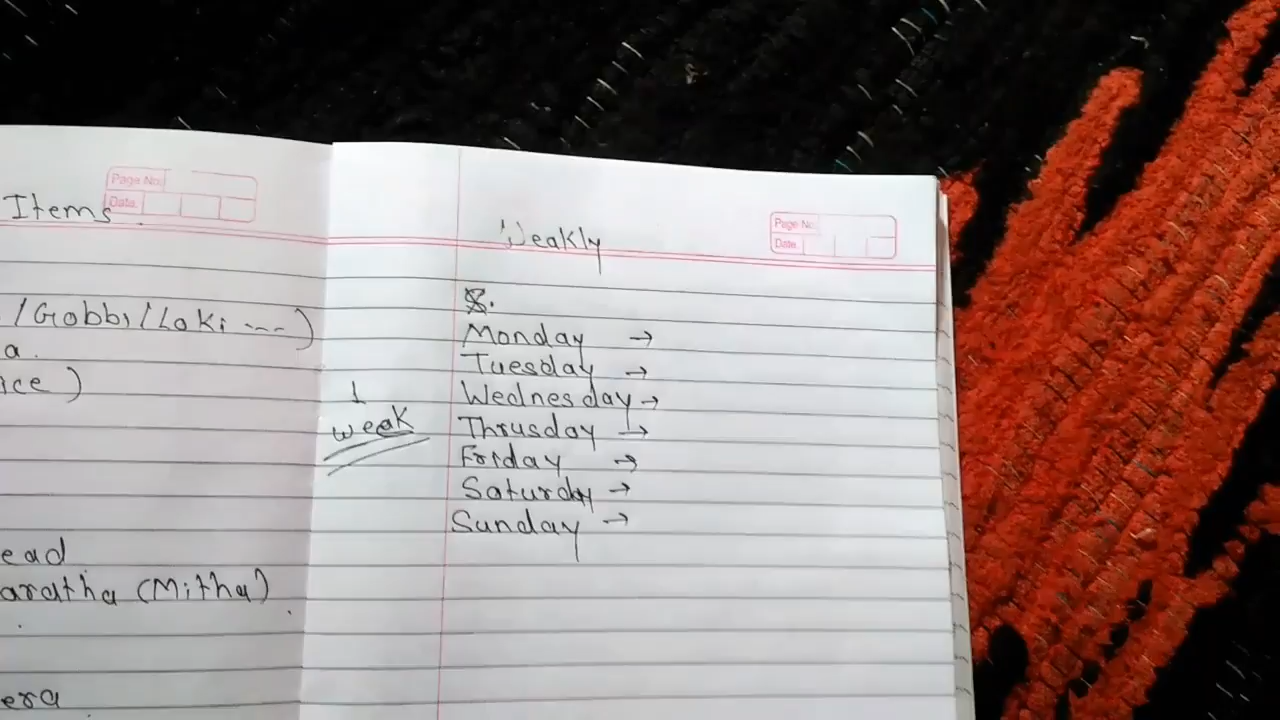 Page No.
Date.
Items
/Gobbi/Loki ---)
a.
ice)
ead
aratha (Mitha)
era
Page No.
Date.
Weakly
Monday →
Tuesday →
Wednesday →
1 weak
Thrusday →
Friday →
Saturday →
Sunday →